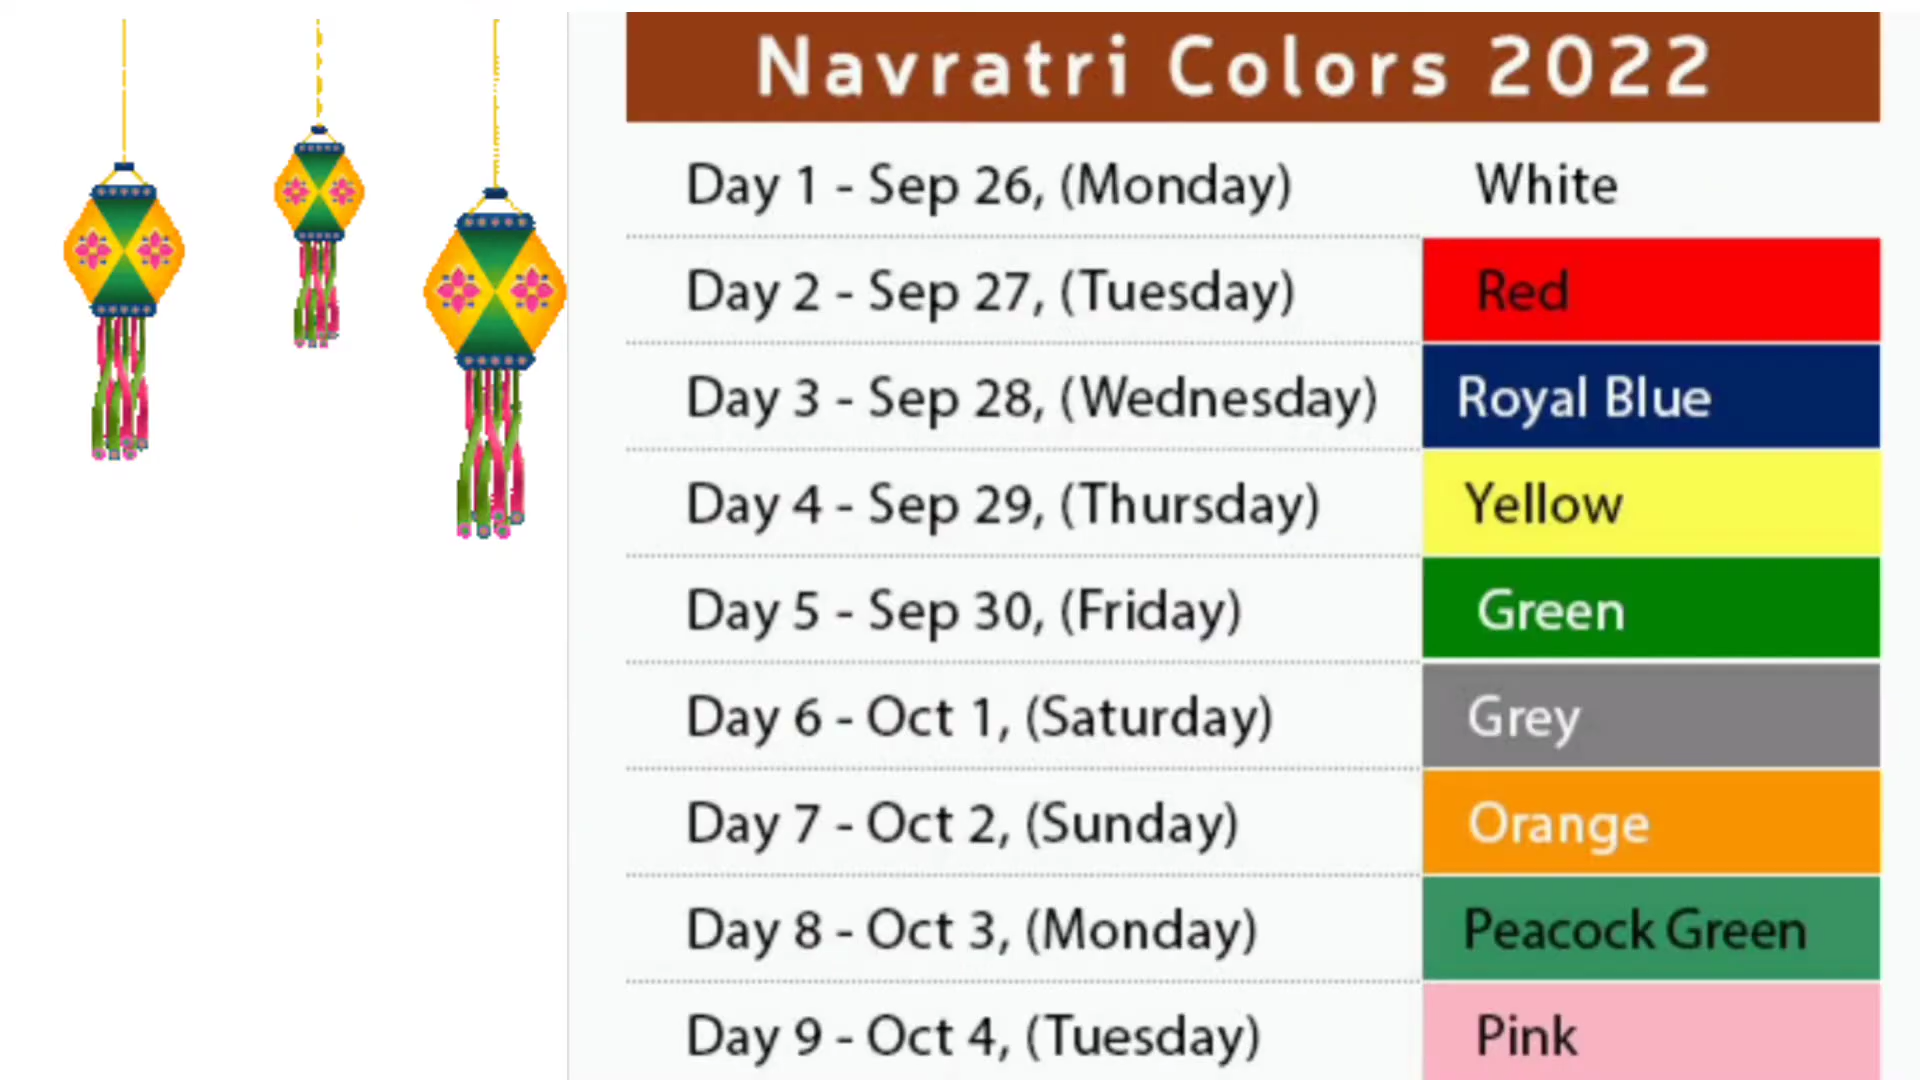 Navratri Colors 2022
Day 1 - Sep 26, (Monday) White
Day 2 - Sep 27, (Tuesday) Red
Day 3 - Sep 28, (Wednesday) Royal Blue
Day 4 - Sep 29, (Thursday) Yellow
Day 5 - Sep 30, (Friday) Green
Day 6 - Oct 1, (Saturday) Grey
Day 7 - Oct 2, (Sunday) Orange
Day 8 - Oct 3, (Monday) Peacock Green
Day 9 - Oct 4, (Tuesday) Pink